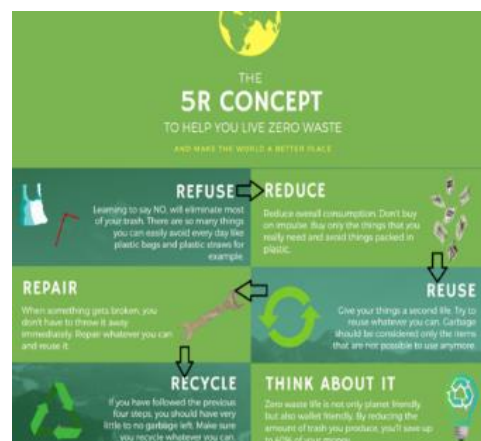 THE
5R CONCEPT
TO HELP YOU LIVE ZERO WASTE
AND MAKE THE WORLD A BETTER PLACE
REFUSE
Learning to say NO, will eliminate most
of your trash. There are so many things
you can easily avoid every day like
plastic bags and plastic straws for
example.
REDUCE
Reduce overall consumption. Don't buy
on impulse. Buy only the things that you
really need and avoid things packed in
plastic.
REUSE
Give your things a second life. Try to
reuse whatever you can. Garbage
should be considered only the items
that are not possible to use anymore.
REPAIR
When something gets broken, you
don't have to throw it away
immediately. Repair whatever you can
and reuse it.
RECYCLE
If you have followed the previous
four steps, you should have very
little to no garbage left. Make sure
you recycle whatever you can.
THINK ABOUT IT
Zero waste life is not only planet friendly
but also wallet friendly. By reducing the
amount of trash you produce, you'll save up
to 40% of your money.